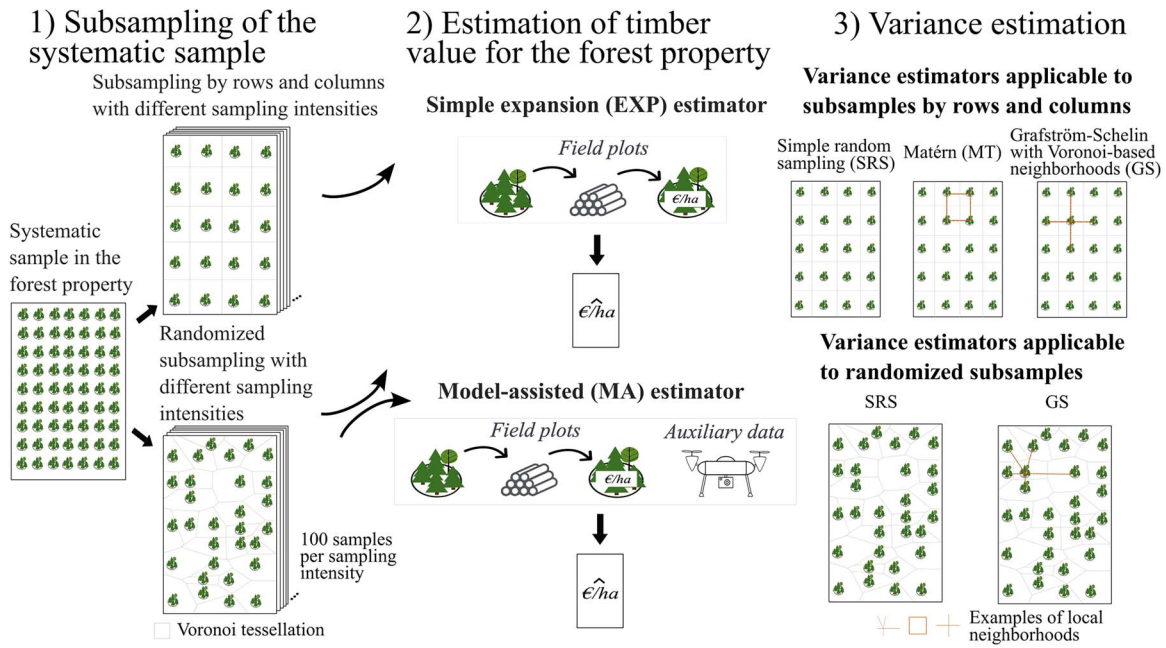 1) Subsampling of the
systematic sample
Subsampling by rows and columns
with different sampling intensities
Systematic
sample in the
forest property
...
Randomized
subsampling with
different sampling
intensities
100 samples
per sampling
intensity
...
Voronoi tessellation
2) Estimation of timber
value for the forest property
Simple expansion (EXP) estimator
Field plots
€/ha
€/ha^
Model-assisted (MA) estimator
Field plots
Auxiliary data
€/ha
€/ha^
3) Variance estimation
Variance estimators applicable to
subsamples by rows and columns
Simple random
sampling (SRS)
Matérn (MT)
Grafström-Schelin
with Voronoi-based
neighborhoods (GS)
Variance estimators applicable
to randomized subsamples
SRS
GS
Examples of local
neighborhoods